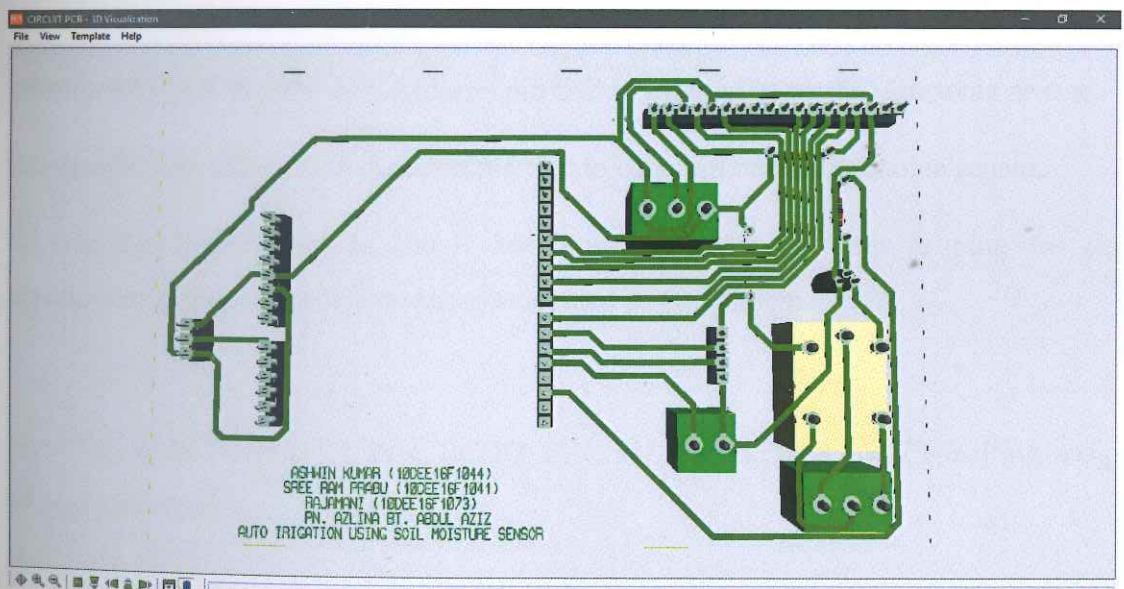 CIRCUIT PCB - 3D Visualization
File View Template Help
ASHWIN KUMAR (10DEE16F1044)
SREE RAM PRABU (10DEE16F1041)
RAJAMANI (10DEE16F1073)
PN. AZLINA BT. ABDUL AZIZ
AUTO IRIGATION USING SOIL MOISTURE SENSOR